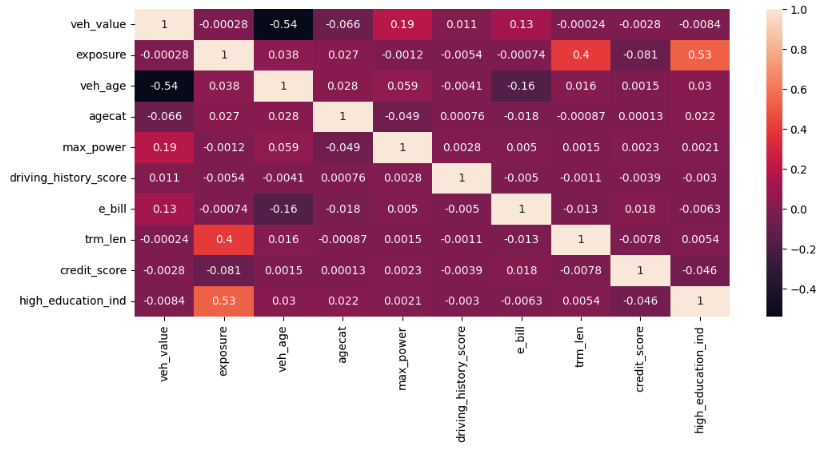 veh_value 1 -0.00028 -0.54 -0.066 0.19 0.011 0.13 -0.00024 -0.0028 -0.0084
exposure -0.00028 1 0.038 0.027 -0.0012 -0.0054 -0.00074 0.4 -0.081 0.53
veh_age -0.54 0.038 1 0.028 0.059 -0.0041 -0.16 0.016 0.0015 0.03
agecat -0.066 0.027 0.028 1 -0.049 0.00076 -0.018 -0.00087 0.00013 0.022
max_power 0.19 -0.0012 0.059 -0.049 1 0.0028 0.005 0.0015 0.0023 0.0021
driving_history_score 0.011 -0.0054 -0.0041 0.00076 0.0028 1 -0.005 -0.0011 -0.0039 -0.003
e_bill 0.13 -0.00074 -0.16 -0.018 0.005 -0.005 1 -0.013 0.018 -0.0063
trm_len -0.00024 0.4 0.016 -0.00087 0.0015 -0.0011 -0.013 1 -0.0078 0.0054
credit_score -0.0028 -0.081 0.0015 0.00013 0.0023 -0.0039 0.018 -0.0078 1 -0.046
high_education_ind -0.0084 0.53 0.03 0.022 0.0021 -0.003 -0.0063 0.0054 -0.046 1
veh_value
exposure
veh_age
agecat
max_power
driving_history_score
e_bill
trm_len
credit_score
high_education_ind
1.0
0.8
0.6
0.4
0.2
0.0
−0.2
−0.4